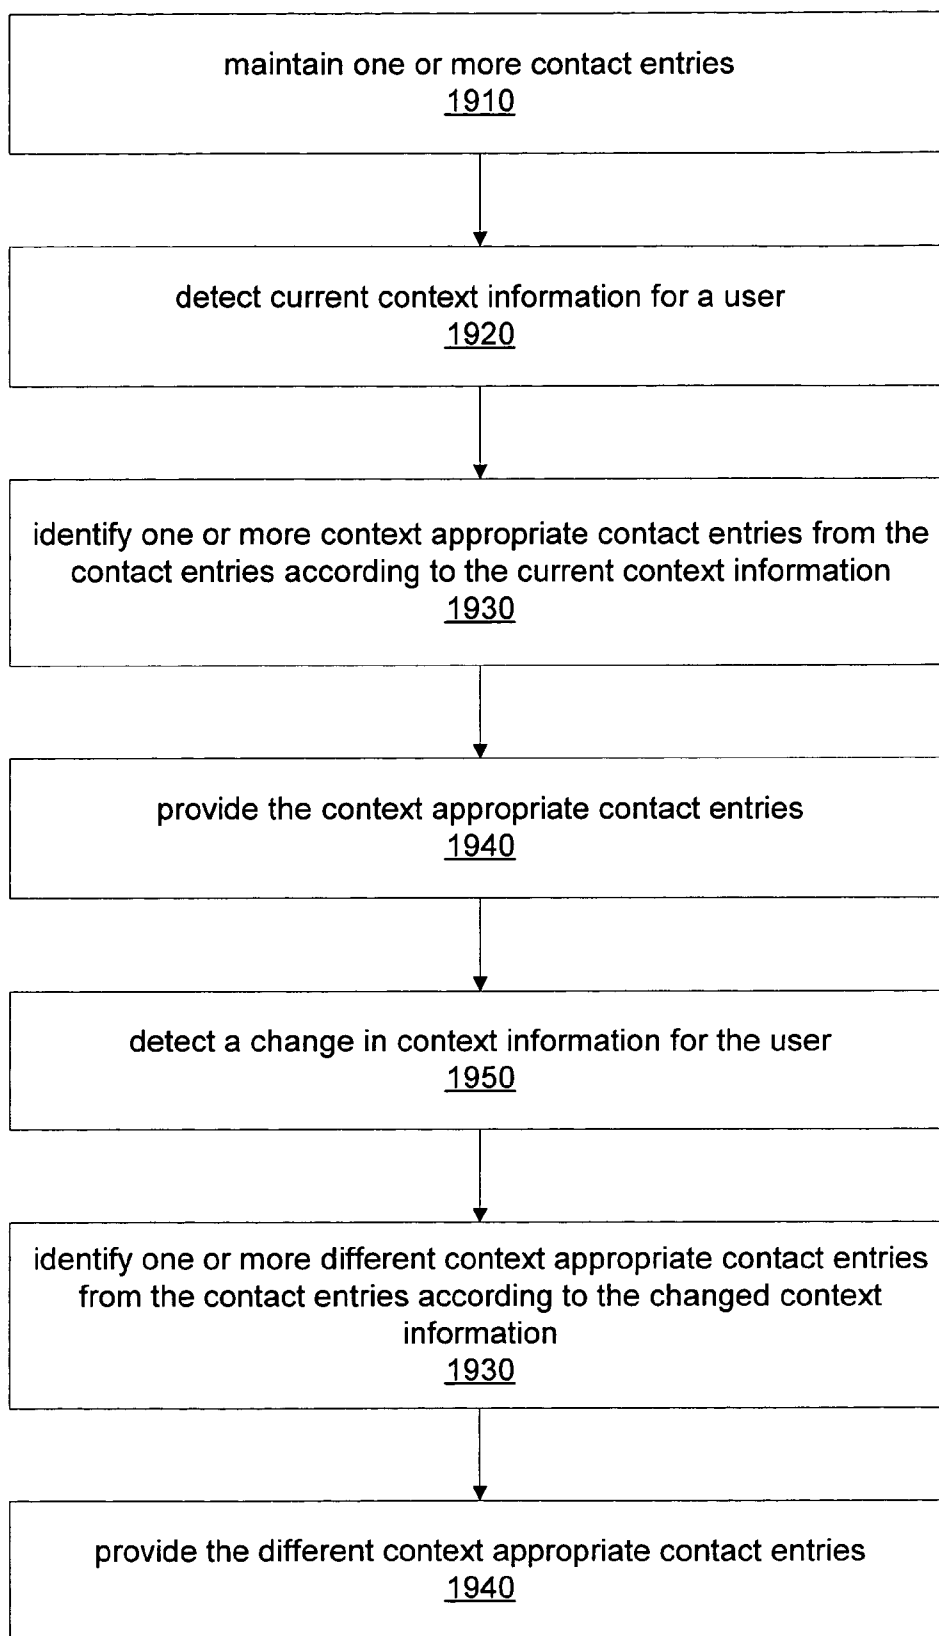 maintain one or more contact entries
1910
detect current context information for a user
1920
identify one or more context appropriate contact entries from the
contact entries according to the current context information
1930
provide the context appropriate contact entries
1940
detect a change in context information for the user
1950
identify one or more different context appropriate contact entries
from the contact entries according to the changed context
information
1930
provide the different context appropriate contact entries
1940